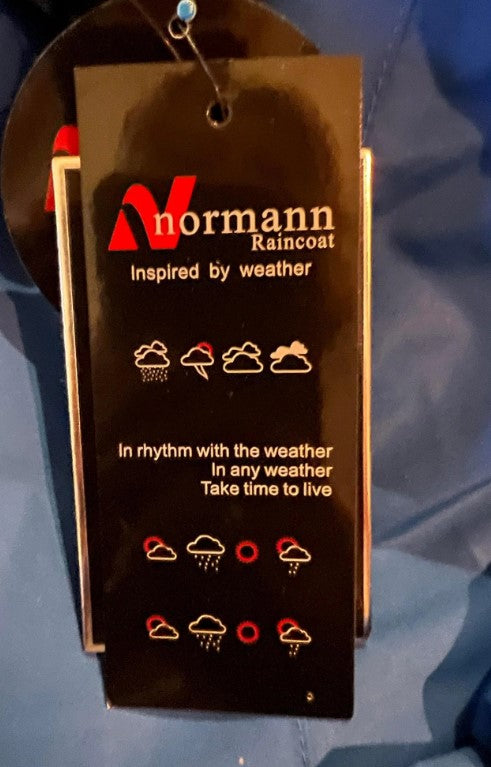 normann
Raincoat
Inspired by weather
In rhythm with the weather
In any weather
Take time to live